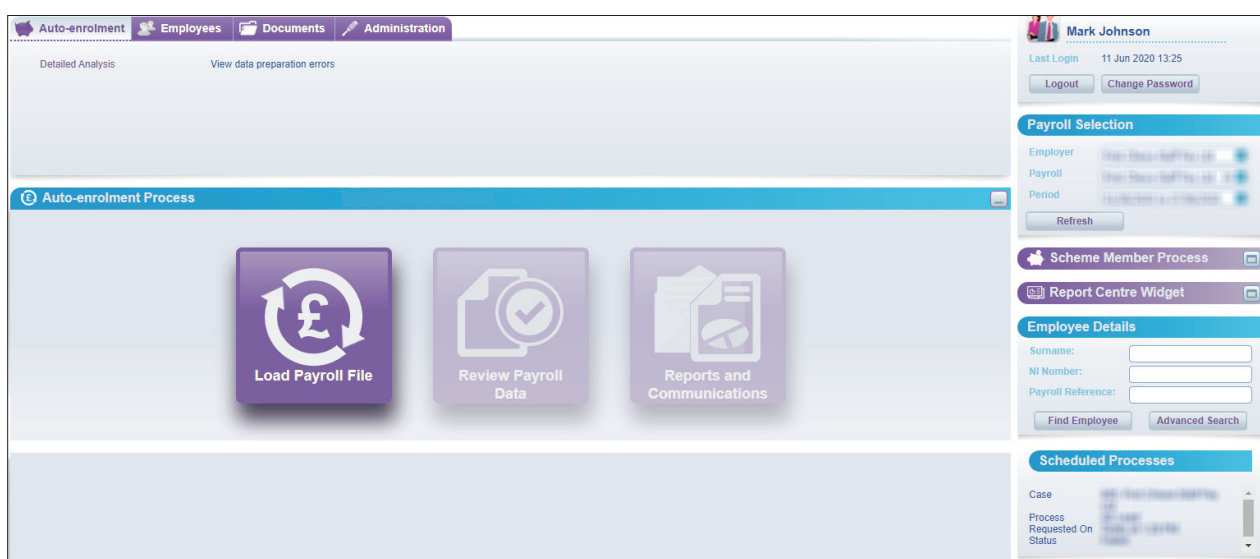 Auto-enrolment Employees Documents Administration
Detailed Analysis View data preparation errors
Auto-enrolment Process
Load Payroll File
Review Payroll
Data
Reports and
Communications
Mark Johnson
Last Login 11 Jun 2020 13:25
Logout Change Password
Payroll Selection
Employer
Payroll
Period
Refresh
Scheme Member Process
Report Centre Widget
Employee Details
Surname:
NI Number:
Payroll Reference:
Find Employee Advanced Search
Scheduled Processes
Case
Process
Requested On
Status